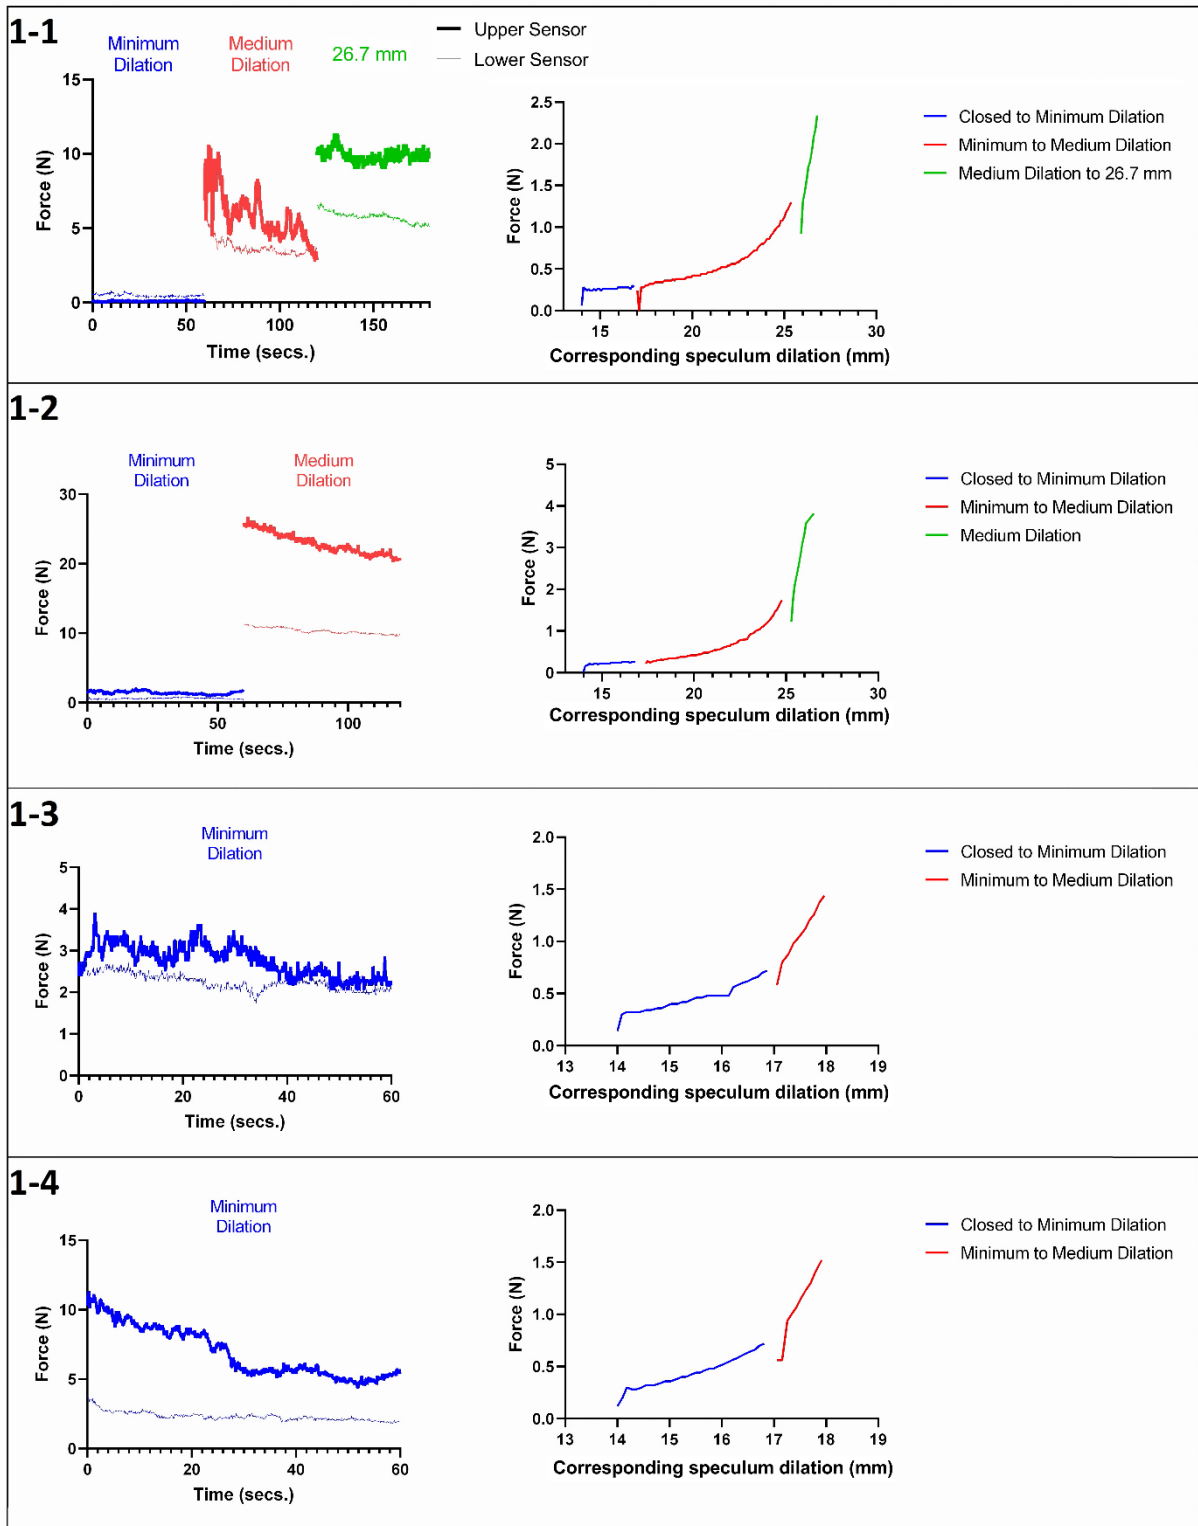 1-1
Minimum
Dilation
Medium
Dilation
26.7 mm
Upper Sensor
Lower Sensor
15
10
5
0
Force (N)
0
50
100
150
Time (secs.)
2.5
2.0
1.5
1.0
0.5
0.0
Force (N)
15
20
25
30
Corresponding speculum dilation (mm)
Closed to Minimum Dilation
Minimum to Medium Dilation
Medium Dilation to 26.7 mm
1-2
Minimum
Dilation
Medium
Dilation
30
20
10
0
Force (N)
0
50
100
Time (secs.)
5
4
3
2
1
0
Force (N)
15
20
25
30
Corresponding speculum dilation (mm)
Closed to Minimum Dilation
Minimum to Medium Dilation
Medium Dilation
1-3
Minimum
Dilation
5
4
3
2
1
0
Force (N)
0
20
40
60
Time (secs.)
2.0
1.5
1.0
0.5
0.0
Force (N)
13
14
15
16
17
18
19
Corresponding speculum dilation (mm)
Closed to Minimum Dilation
Minimum to Medium Dilation
1-4
Minimum
Dilation
15
10
5
0
Force (N)
0
20
40
60
Time (secs.)
2.0
1.5
1.0
0.5
0.0
Force (N)
13
14
15
16
17
18
19
Corresponding speculum dilation (mm)
Closed to Minimum Dilation
Minimum to Medium Dilation